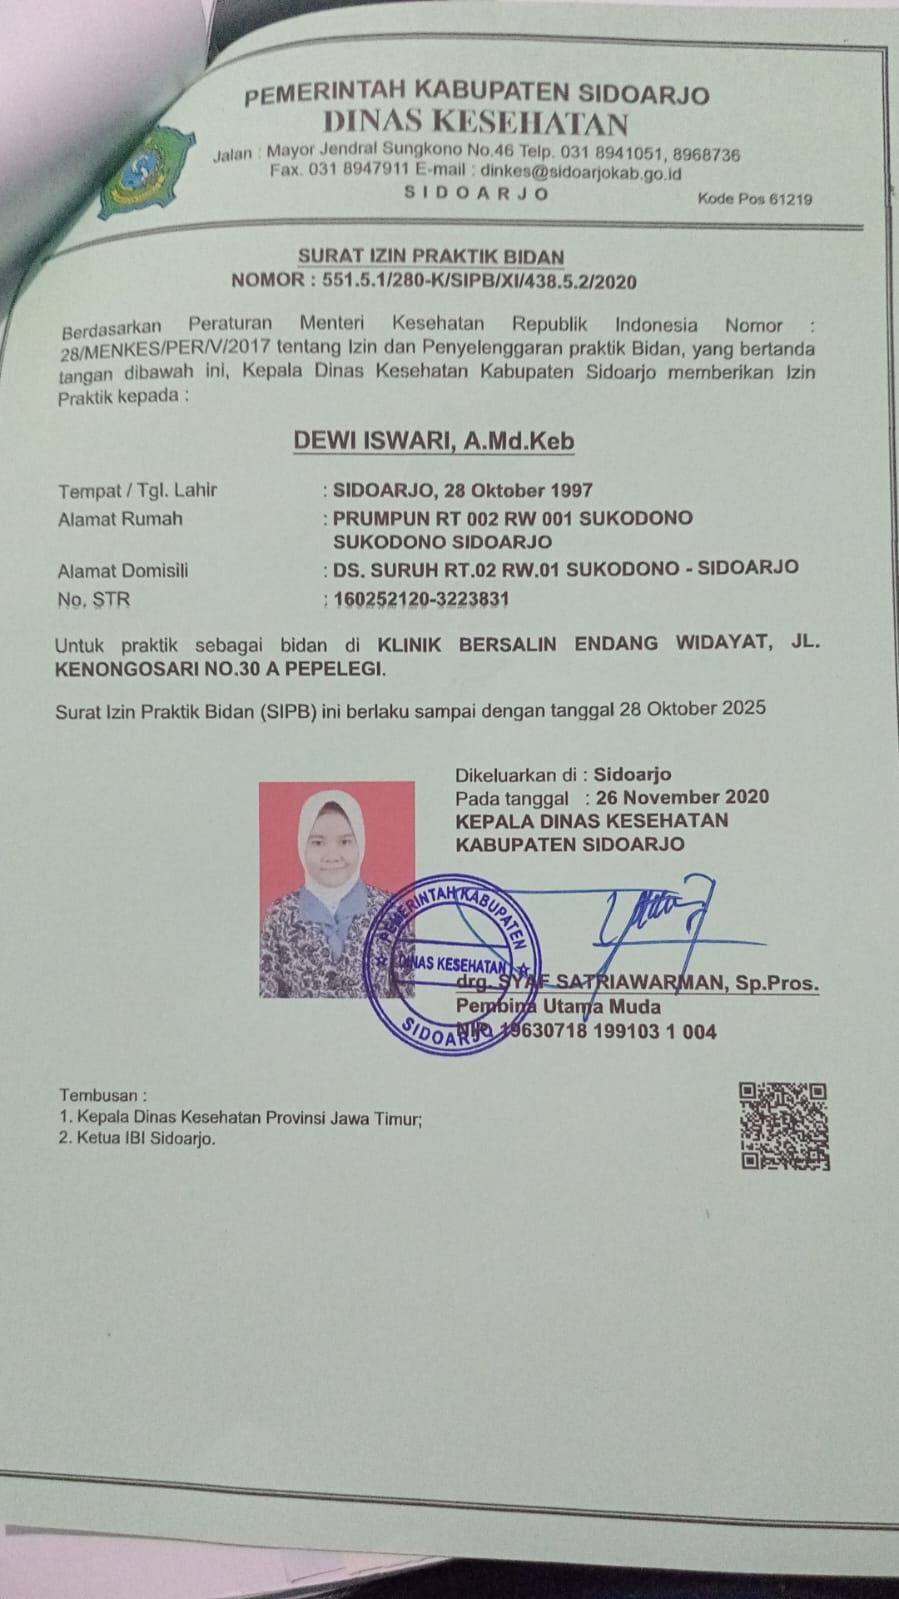 PEMERINTAH KABUPATEN SIDOARJO
DINAS KESEHATAN
Jalan : Mayor Jendral Sungkono No.46 Telp. 031 8941051, 8968736
Fax. 031 8947911 E-mail : dinkes@sidoarjokab.go.id
SIDOARJO
Kode Pos 61219
SURAT IZIN PRAKTIK BIDAN
NOMOR : 551.5.1/280-K/SIPB/XI/438.5.2/2020
Berdasarkan Peraturan Menteri Kesehatan Republik Indonesia Nomor :
28/MENKES/PER/V/2017 tentang Izin dan Penyelenggaran praktik Bidan, yang bertanda
tangan dibawah ini, Kepala Dinas Kesehatan Kabupaten Sidoarjo memberikan Izin
Praktik kepada :
DEWI ISWARI, A.Md.Keb
Tempat / Tgl. Lahir : SIDOARJO, 28 Oktober 1997
Alamat Rumah : PRUMPUN RT 002 RW 001 SUKODONO
SUKODONO SIDOARJO
Alamat Domisili : DS. SURUH RT.02 RW.01 SUKODONO - SIDOARJO
No. STR : 160252120-3223831
Untuk praktik sebagai bidan di KLINIK BERSALIN ENDANG WIDAYAT, JL.
KENONGOSARI NO.30 A PEPELEGI.
Surat Izin Praktik Bidan (SIPB) ini berlaku sampai dengan tanggal 28 Oktober 2025
Dikeluarkan di : Sidoarjo
Pada tanggal : 26 November 2020
KEPALA DINAS KESEHATAN
KABUPATEN SIDOARJO
PEMERINTAH KABUPATEN
DINAS KESEHATAN
SIDOARJO
drg. SYAF SATRIAWARMAN, Sp.Pros.
Pembina Utama Muda
NIP. 19630718 199103 1 004
Tembusan :
1. Kepala Dinas Kesehatan Provinsi Jawa Timur;
2. Ketua IBI Sidoarjo.